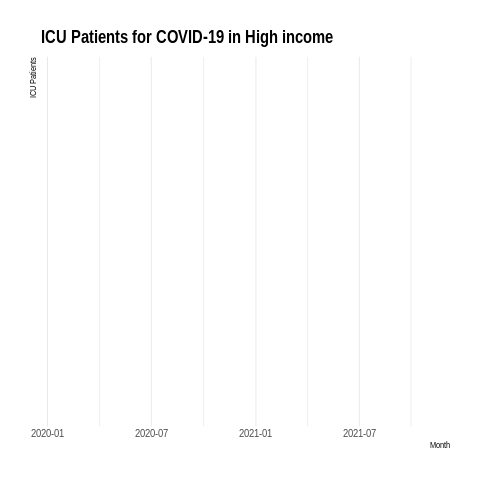 ICU Patients for COVID-19 in High income
ICU Patients
2020-01
2020-07
2021-01
2021-07
Month